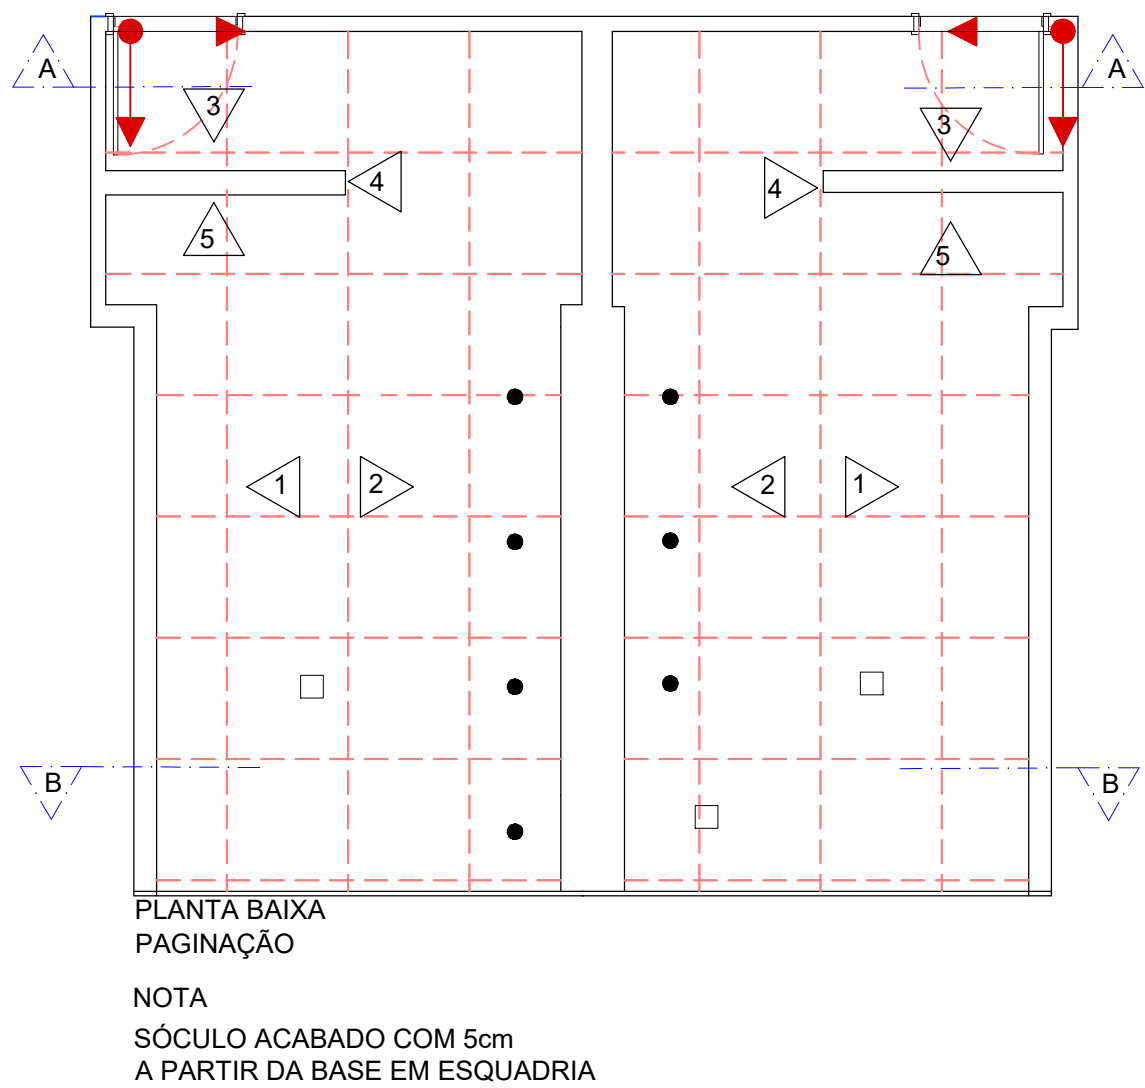 A
A
3
3
4
4
5
5
1
2
2
1
B
B
PLANTA BAIXA
PAGINAÇÃO
NOTA
SÓCULO ACABADO COM 5cm
A PARTIR DA BASE EM ESQUADRIA